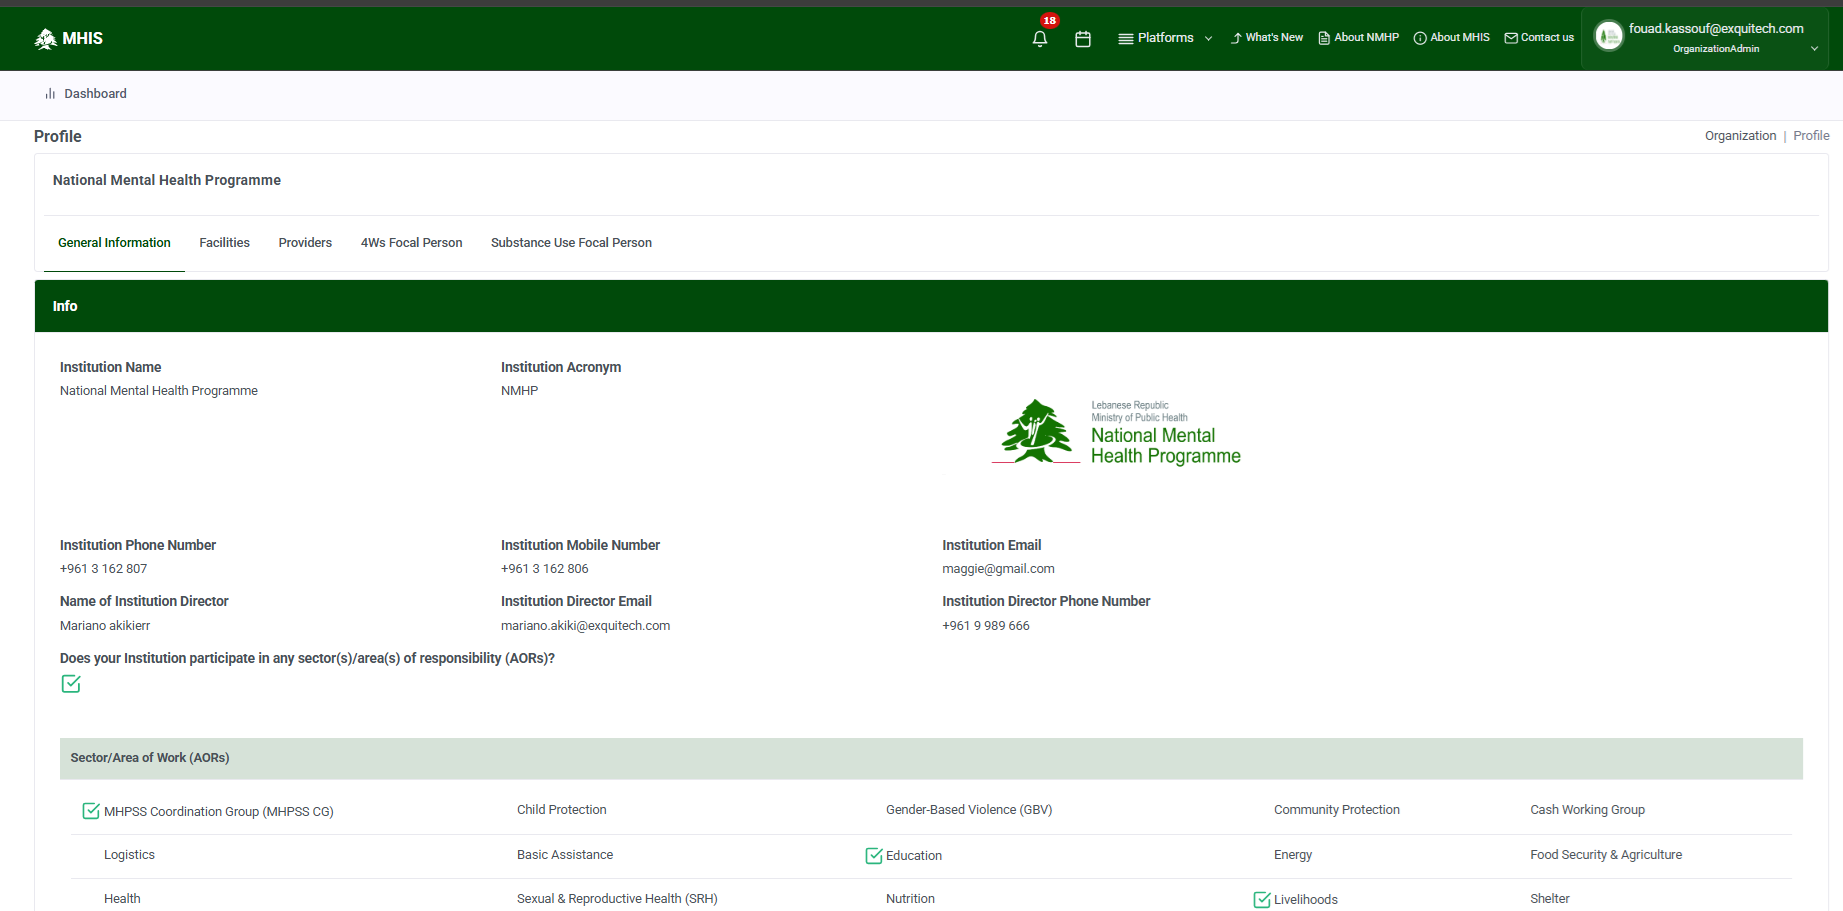 MHIS
18
Platforms
What's New
About NMHP
About MHIS
Contact us
fouad.kassouf@exquitech.com
OrganizationAdmin
Dashboard
Profile
Organization | Profile
National Mental Health Programme
General Information
Facilities
Providers
4Ws Focal Person
Substance Use Focal Person
Info
Institution Name
National Mental Health Programme
Institution Acronym
NMHP
Lebanese Republic
Ministry of Public Health
National Mental
Health Programme
Institution Phone Number
+961 3 162 807
Institution Mobile Number
+961 3 162 806
Institution Email
maggie@gmail.com
Name of Institution Director
Mariano akikierr
Institution Director Email
mariano.akiki@exquitech.com
Institution Director Phone Number
+961 9 989 666
Does your Institution participate in any sector(s)/area(s) of responsibility (AORs)?
Sector/Area of Work (AORs)
MHPSS Coordination Group (MHPSS CG)
Child Protection
Gender-Based Violence (GBV)
Community Protection
Cash Working Group
Logistics
Basic Assistance
Education
Energy
Food Security & Agriculture
Health
Sexual & Reproductive Health (SRH)
Nutrition
Livelihoods
Shelter